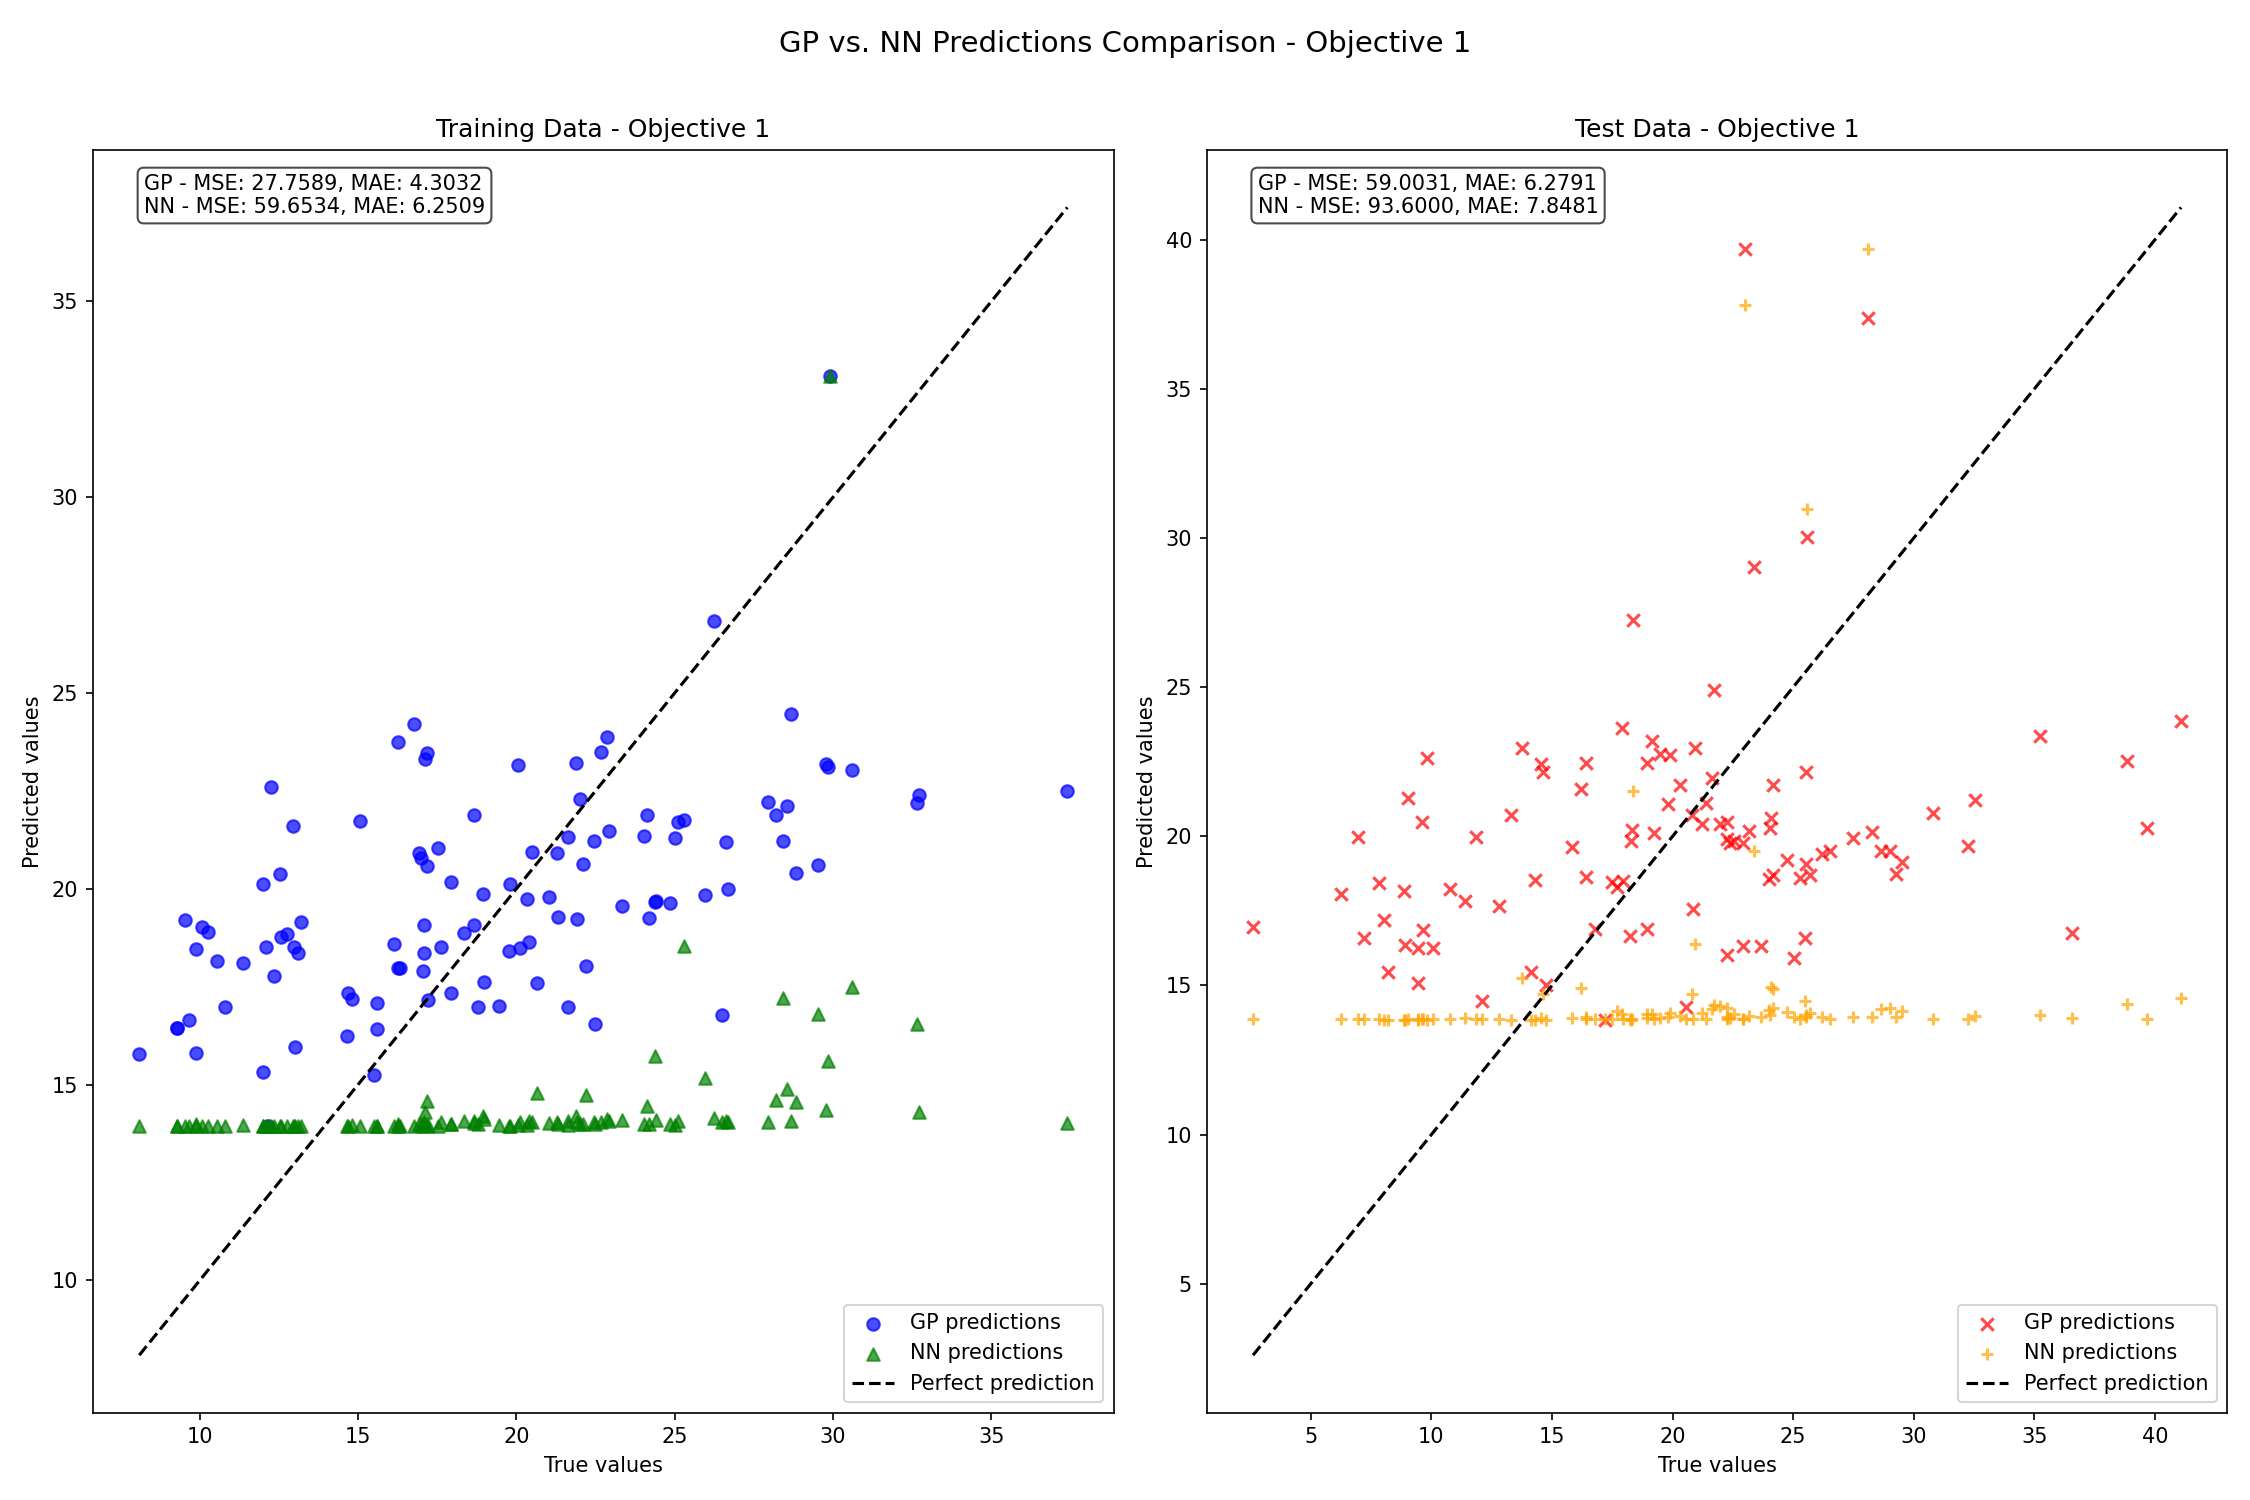 GP vs. NN Predictions Comparison - Objective 1
Training Data - Objective 1
GP - MSE: 27.7589, MAE: 4.3032
NN - MSE: 59.6534, MAE: 6.2509
Predicted values
35
30
25
20
15
10
10 15 20 25 30 35
True values
GP predictions
NN predictions
Perfect prediction
Test Data - Objective 1
GP - MSE: 59.0031, MAE: 6.2791
NN - MSE: 93.6000, MAE: 7.8481
Predicted values
40
35
30
25
20
15
10
5
5 10 15 20 25 30 35 40
True values
GP predictions
NN predictions
Perfect prediction